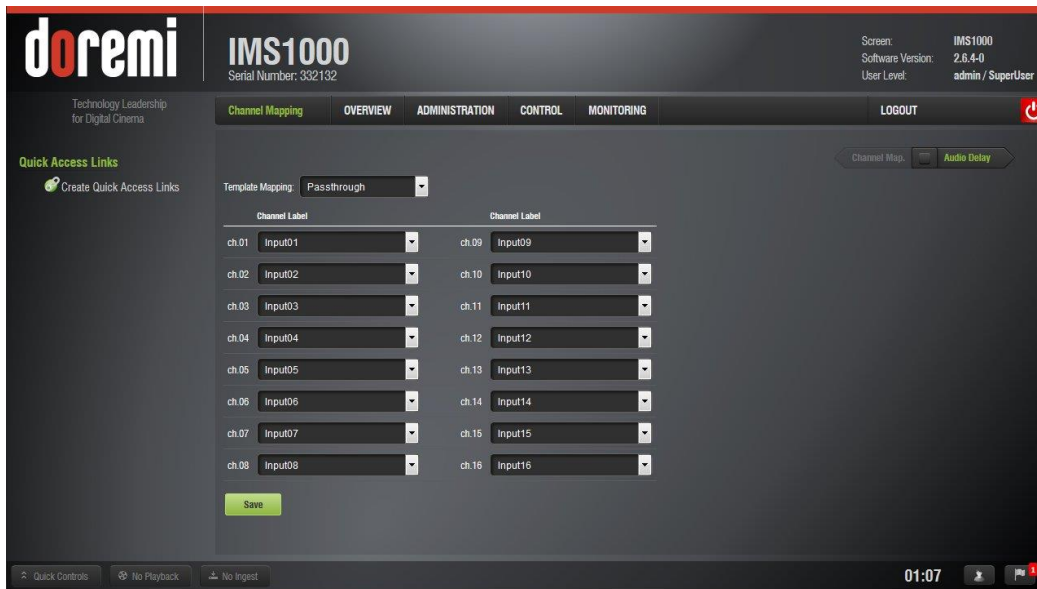 doremi
Technology Leadership
for Digital Cinema
IMS1000
Serial Number: 332132
Screen: IMS1000
Software Version: 2.6.4-0
User Level: admin / SuperUser
Channel Mapping OVERVIEW ADMINISTRATION CONTROL MONITORING LOGOUT
Quick Access Links
Create Quick Access Links
Channel Map. Audio Delay
Template Mapping: Passthrough
Channel Label Channel Label
ch.01 Input01 ch.09 Input09
ch.02 Input02 ch.10 Input10
ch.03 Input03 ch.11 Input11
ch.04 Input04 ch.12 Input12
ch.05 Input05 ch.13 Input13
ch.06 Input06 ch.14 Input14
ch.07 Input07 ch.15 Input15
ch.08 Input08 ch.16 Input16
Save
Quick Controls No Playback No Ingest 01:07 1